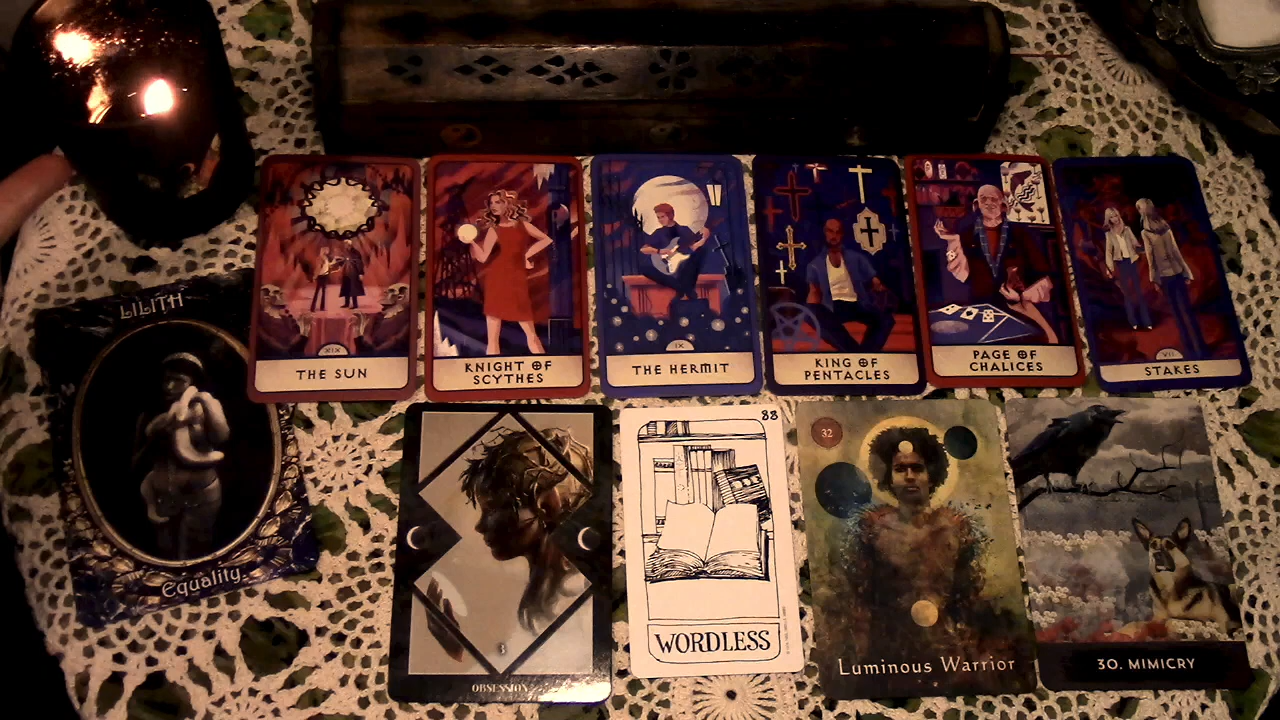 XIX
THE SUN
KNIGHT OF
SCYTHES
IX
THE HERMIT
KING OF
PENTACLES
PAGE OF
CHALICES
VII
STAKES
LILITH
Equality
3
OBSESSION
88
WORDLESS
32
Luminous Warrior
30. MIMICRY